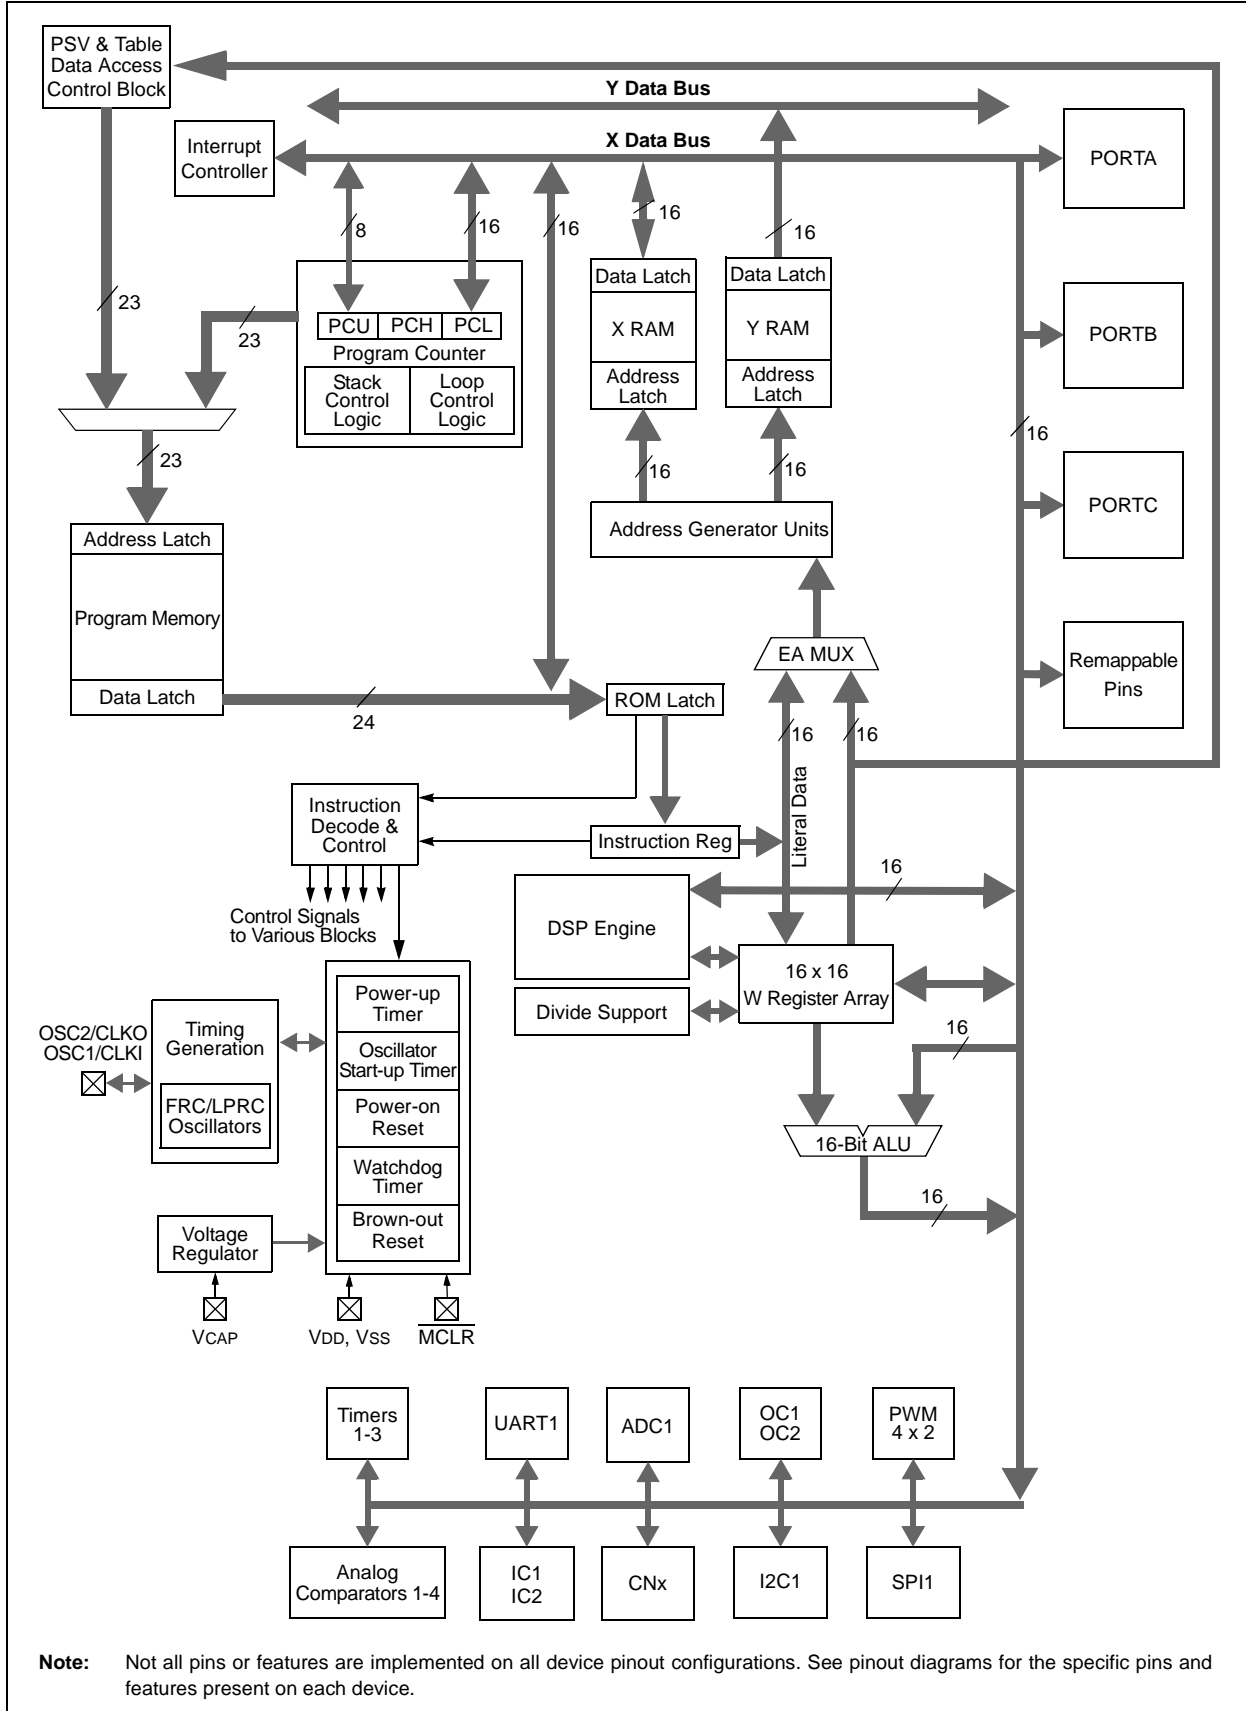 PSV & Table
Data Access
Control Block
Y Data Bus
X Data Bus
Interrupt
Controller
PORTA
8
16
16
16
16
23
23
Data Latch
X RAM
Address
Latch
Data Latch
Y RAM
Address
Latch
PCU
PCH
PCL
Program Counter
Stack
Control
Logic
Loop
Control
Logic
PORTB
16
23
16
16
PORTC
Address Generator Units
Address Latch
Program Memory
Data Latch
24
EA MUX
Remappable
Pins
ROM Latch
16
16
Literal Data
Instruction
Decode &
Control
Instruction Reg
16
Control Signals
to Various Blocks
DSP Engine
16 x 16
W Register Array
Divide Support
Power-up
Timer
Oscillator
Start-up Timer
Power-on
Reset
Watchdog
Timer
Brown-out
Reset
OSC2/CLKO
OSC1/CLKI
Timing
Generation
FRC/LPRC
Oscillators
16
16-Bit ALU
16
Voltage
Regulator
VCAP
VDD, VSS
MCLR
Timers
1-3
UART1
ADC1
OC1
OC2
PWM
4 x 2
Analog
Comparators 1-4
IC1
IC2
CNx
I2C1
SPI1
Note: Not all pins or features are implemented on all device pinout configurations. See pinout diagrams for the specific pins and
features present on each device.